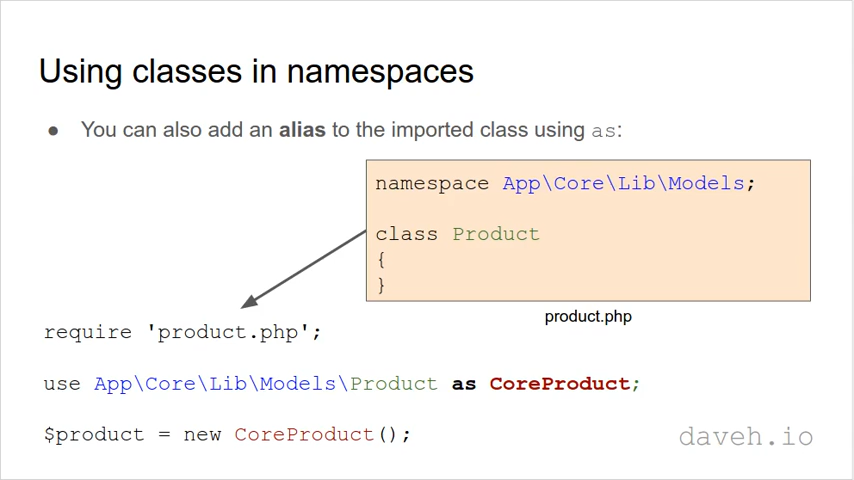 Using classes in namespaces
● You can also add an alias to the imported class using as:
namespace App\Core\Lib\Models;
class Product
{
}
product.php
require 'product.php';
use App\Core\Lib\Models\Product as CoreProduct;
$product = new CoreProduct();
daveh.io